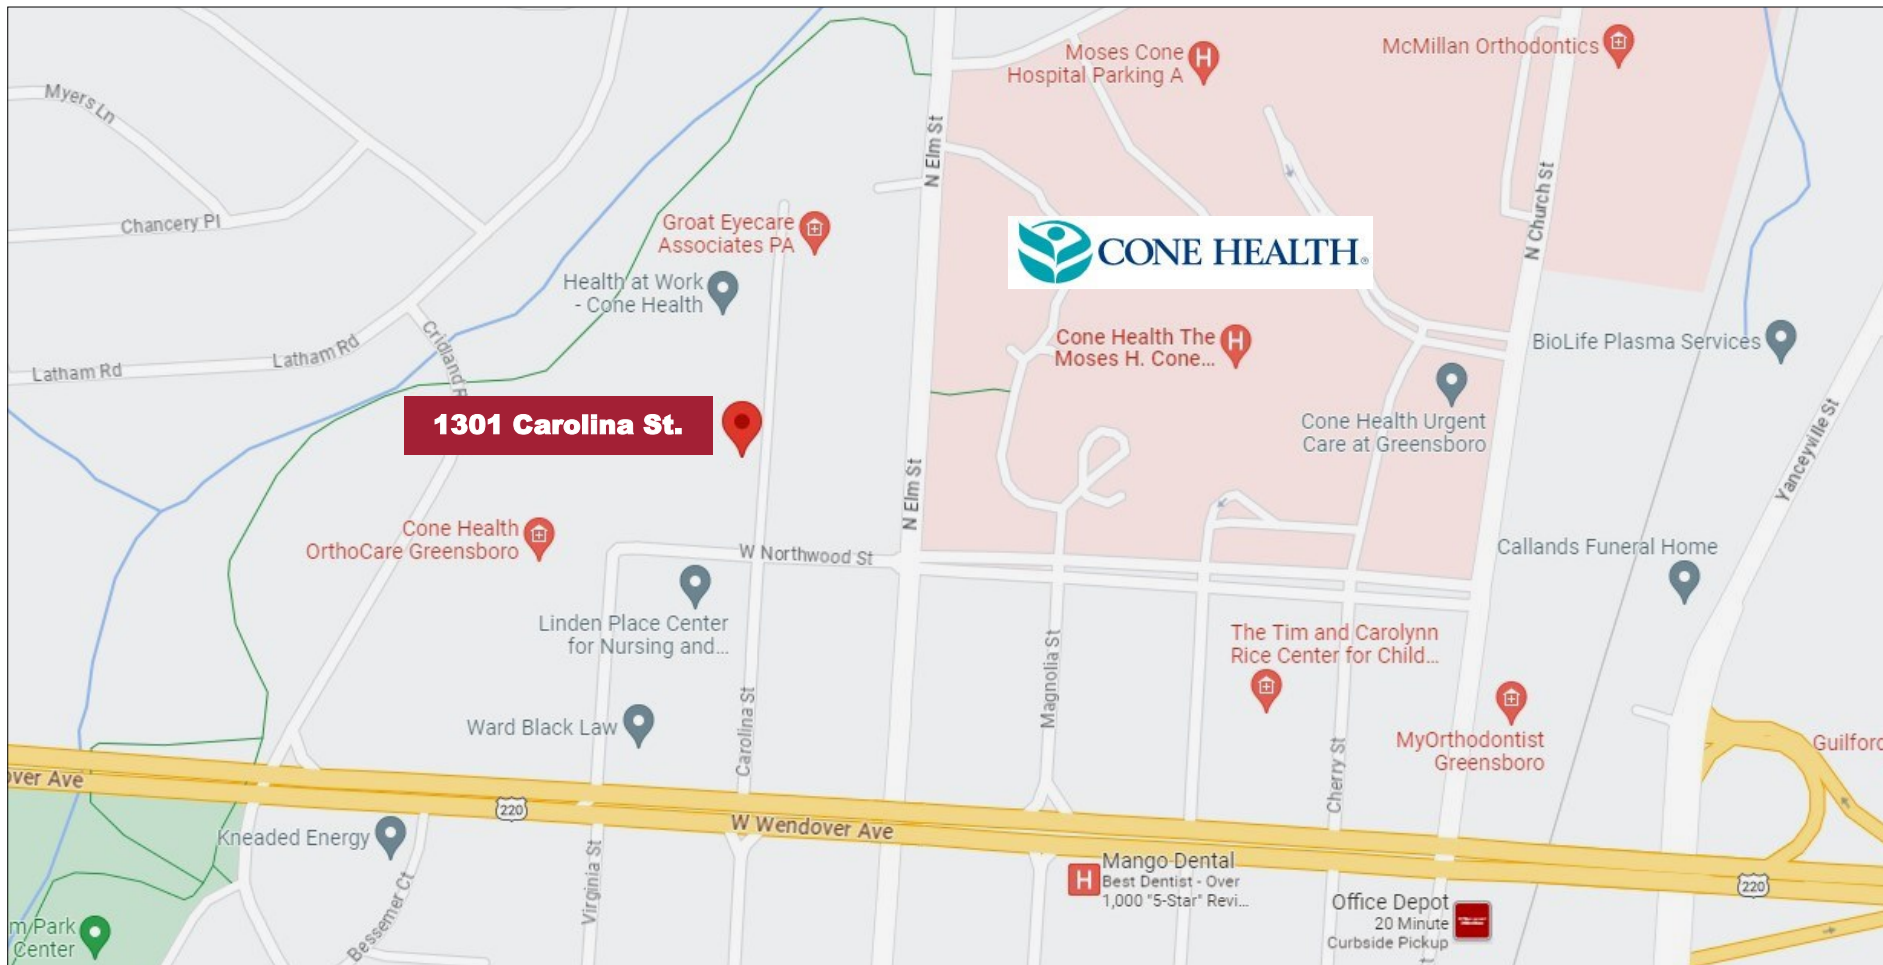 Moses Cone
Hospital Parking A
McMillan Orthodontics
Myers Ln
N Elm St
N Church St
Chancery Pl
Groat Eyecare
Associates PA
CONE HEALTH®
Health at Work
- Cone Health
Cridland R
Latham Rd
Latham Rd
Cone Health The
Moses H. Cone...
BioLife Plasma Services
1301 Carolina St.
Cone Health Urgent
Care at Greensboro
Yanceyville St
N Elm St
Cone Health
OrthoCare Greensboro
W Northwood St
Callands Funeral Home
Linden Place Center
for Nursing and...
The Tim and Carolynn
Rice Center for Child...
Magnolia St
Carolina St
Ward Black Law
MyOrthodontist
Greensboro
Guilford
Cherry St
ver Ave
220
W Wendover Ave
Kneaded Energy
Virginia St
Bessemer Ct
Mango Dental
Best Dentist - Over
1,000 "5-Star" Revi...
220
Office Depot
20 Minute
Curbside Pickup
m Park
Center